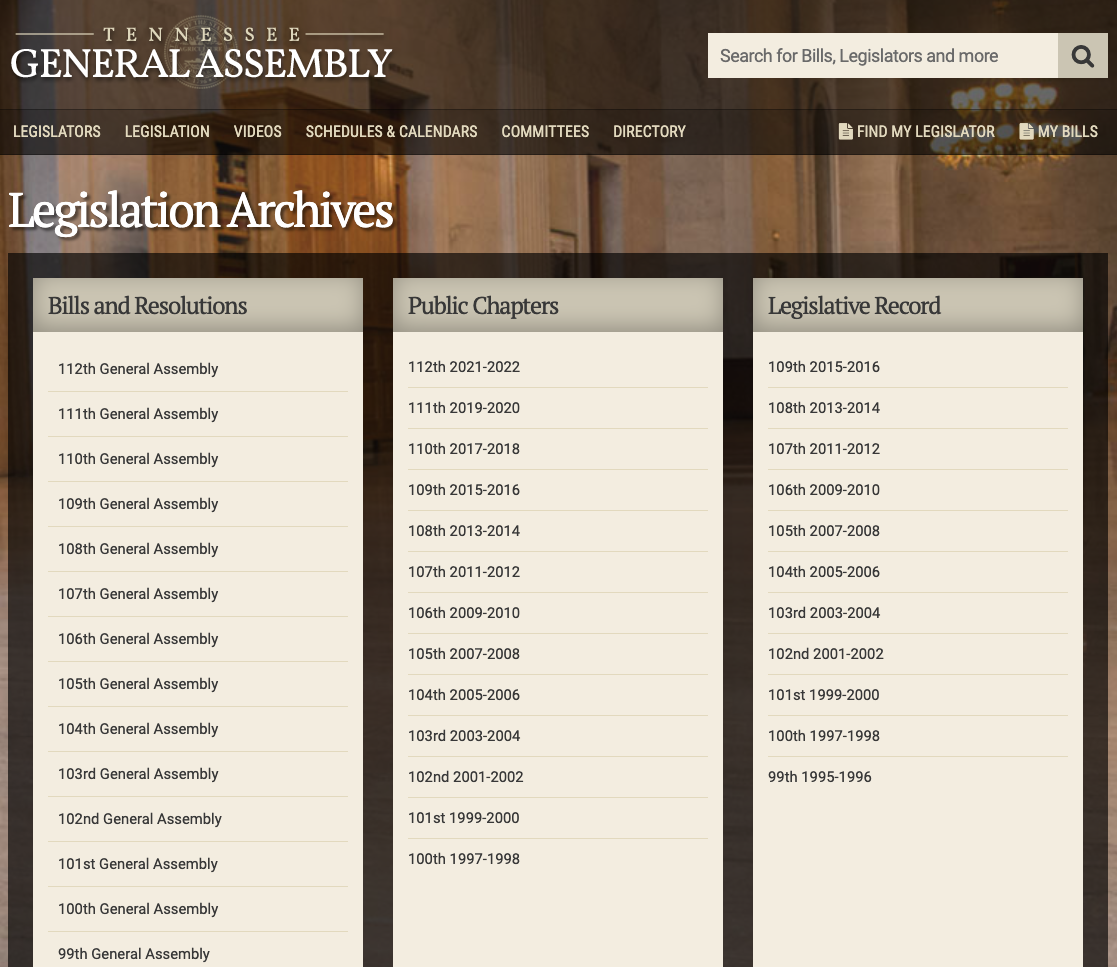 TENNESSEE
GENERAL ASSEMBLY
Search for Bills, Legislators and more
LEGISLATORS LEGISLATION VIDEOS SCHEDULES & CALENDARS COMMITTEES DIRECTORY FIND MY LEGISLATOR MY BILLS
Legislation Archives
Bills and Resolutions
112th General Assembly
111th General Assembly
110th General Assembly
109th General Assembly
108th General Assembly
107th General Assembly
106th General Assembly
105th General Assembly
104th General Assembly
103rd General Assembly
102nd General Assembly
101st General Assembly
100th General Assembly
99th General Assembly
Public Chapters
112th 2021-2022
111th 2019-2020
110th 2017-2018
109th 2015-2016
108th 2013-2014
107th 2011-2012
106th 2009-2010
105th 2007-2008
104th 2005-2006
103rd 2003-2004
102nd 2001-2002
101st 1999-2000
100th 1997-1998
Legislative Record
109th 2015-2016
108th 2013-2014
107th 2011-2012
106th 2009-2010
105th 2007-2008
104th 2005-2006
103rd 2003-2004
102nd 2001-2002
101st 1999-2000
100th 1997-1998
99th 1995-1996